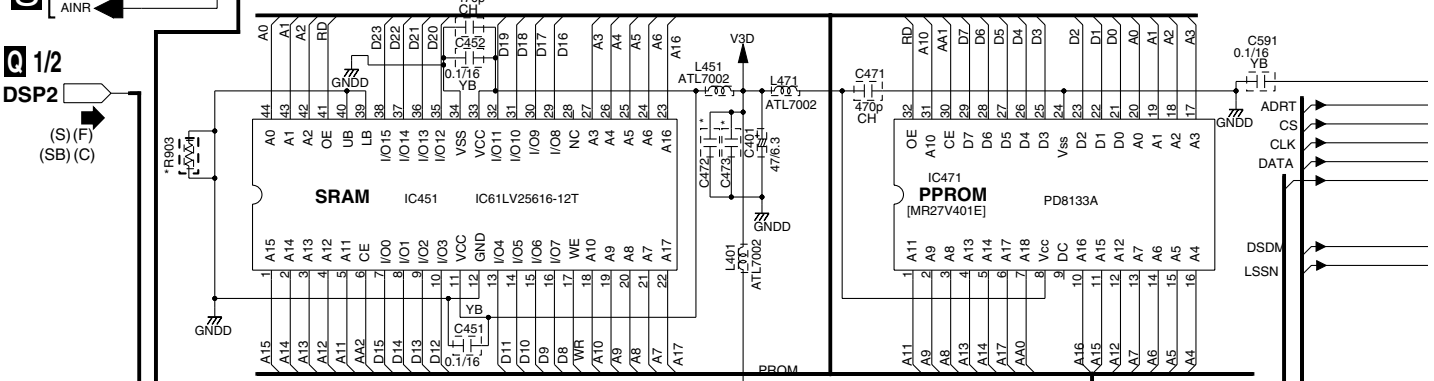 AINR
Q 1/2
DSP2
(S) (F)
(SB) (C)
CH
C452
0.1/16
YB
GNDD
A0 A1 A2 RD D23 D22 D21 D20 D19 D18 D17 D16 A3 A4 A5 A6 A16
44 43 42 41 40 39 38 37 36 35 34 33 32 31 30 29 28 27 26 25 24 23
A0 A1 A2 OE UB LB I/O15 I/O14 I/O13 I/O12 VSS VCC I/O11 I/O10 I/O9 I/O8 NC A3 A4 A5 A6 A16
*R903
SRAM IC451 IC61LV25616-12T
A15 A14 A13 A12 A11 CE I/O0 I/O1 I/O2 I/O3 VCC GND I/O4 I/O5 I/O6 I/O7 WE A10 A9 A8 A7 A17
1 2 3 4 5 6 7 8 9 10 11 12 13 14 15 16 17 18 19 20 21 22
GNDD
YB
C451
0.1/16
A15 A14 A13 A12 A11 AA2 D15 D14 D13 D12 D11 D10 D9 D8 WR A10 A9 A8 A7 A17
V3D
L451
ATL7002
L471
ATL7002
C471
470p
CH
* *
C472 C473 C401 47/6.3
GNDD
L401
ATL7002
PROM
RD A10 AA1 D7 D6 D5 D4 D3 D2 D1 D0 A0 A1 A2 A3
32 31 30 29 28 27 26 25 24 23 22 21 20 19 18 17
OE A10 CE D7 D6 D5 D4 D3 Vss D2 D1 D0 A0 A1 A2 A3
IC471
PPROM
[MR27V401E]
PD8133A
A11 A9 A8 A13 A14 A17 A18 Vcc DC A16 A15 A12 A7 A6 A5 A4
1 2 3 4 5 6 7 8 9 10 11 12 13 14 15 16
A11 A9 A8 A13 A14 A17 AA0 A16 A15 A12 A7 A6 A5 A4
C591
0.1/16
YB
GNDD
ADRT
CS
CLK
DATA
DSDM
LSSN